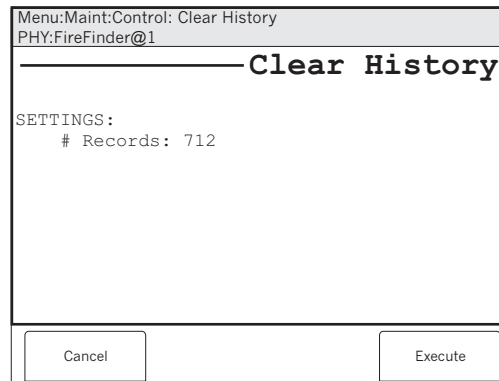 Menu:Maint:Control: Clear History
PHY:FireFinder@1
Clear History
SETTINGS:
# Records: 712
Cancel
Execute